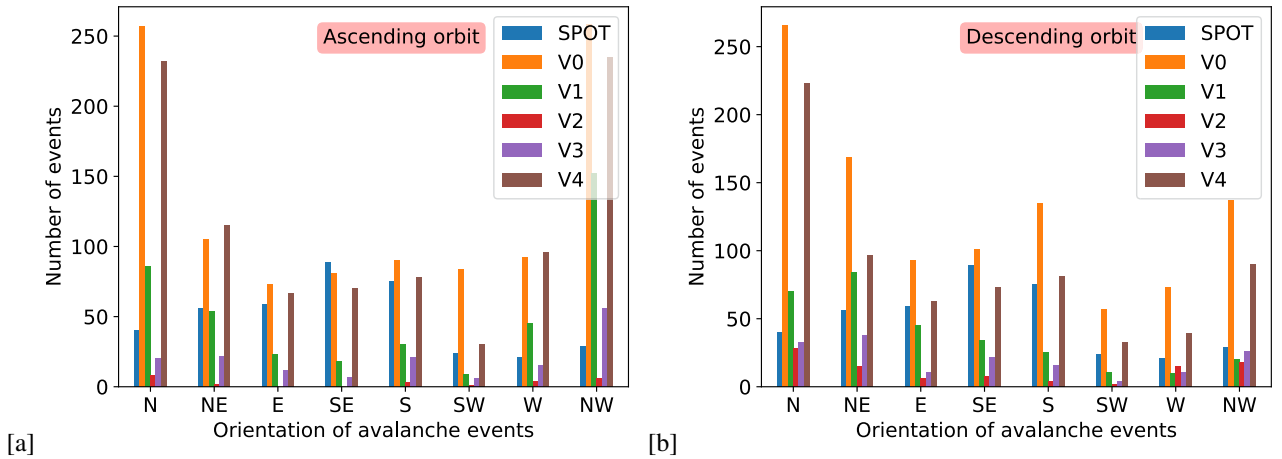 Ascending orbit
SPOT
V0
V1
V2
V3
V4
Number of events
250
200
150
100
50
0
N NE E SE S SW W NW
Orientation of avalanche events
[a]
Descending orbit
SPOT
V0
V1
V2
V3
V4
Number of events
250
200
150
100
50
0
N NE E SE S SW W NW
Orientation of avalanche events
[b]